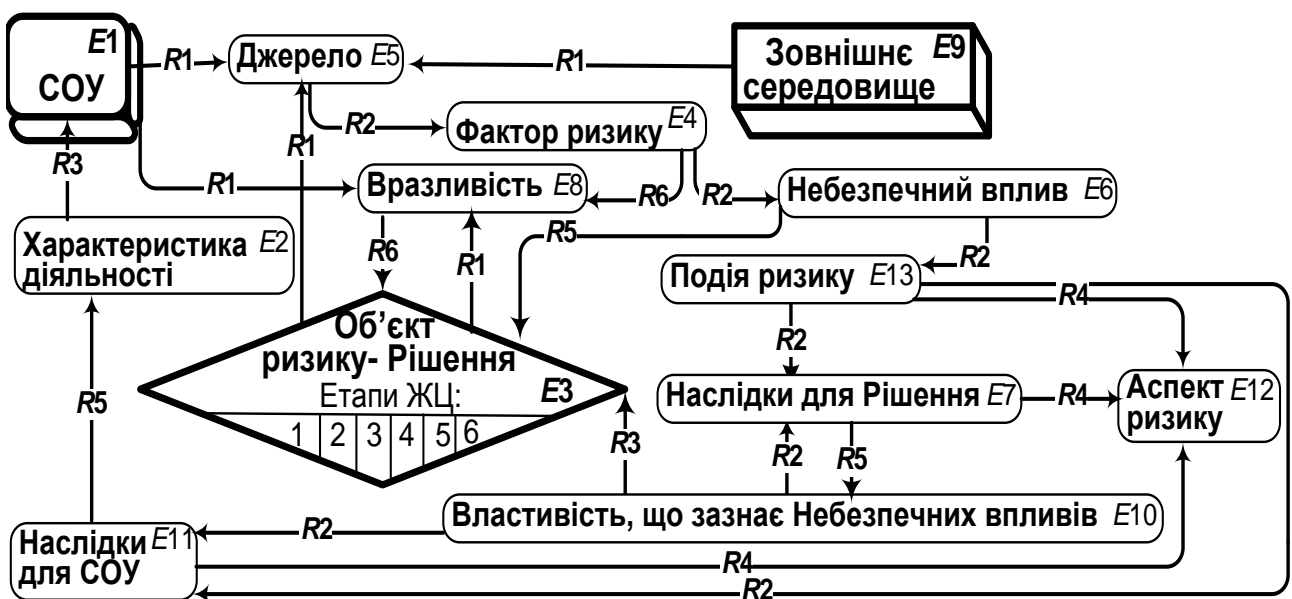 E1
СОУ
R1
Джерело E5
R1
Зовнішнє E9
середовище
R2
Фактор ризику E4
R3
R1
R1
Вразливість E8
R6
R2
Небезпечний вплив E6
Характеристика E2
діяльності
R6
R1
R5
R2
Подія ризику E13
R4
Об’єкт
ризику- Рішення
Етапи ЖЦ: E3
1 2 3 4 5 6
R2
R5
Наслідки для Рішення E7
R4
Аспект E12
ризику
R3
R2
R5
Властивість, що зазнає Небезпечних впливів E10
R2
Наслідки E11
для СОУ
R4
R2